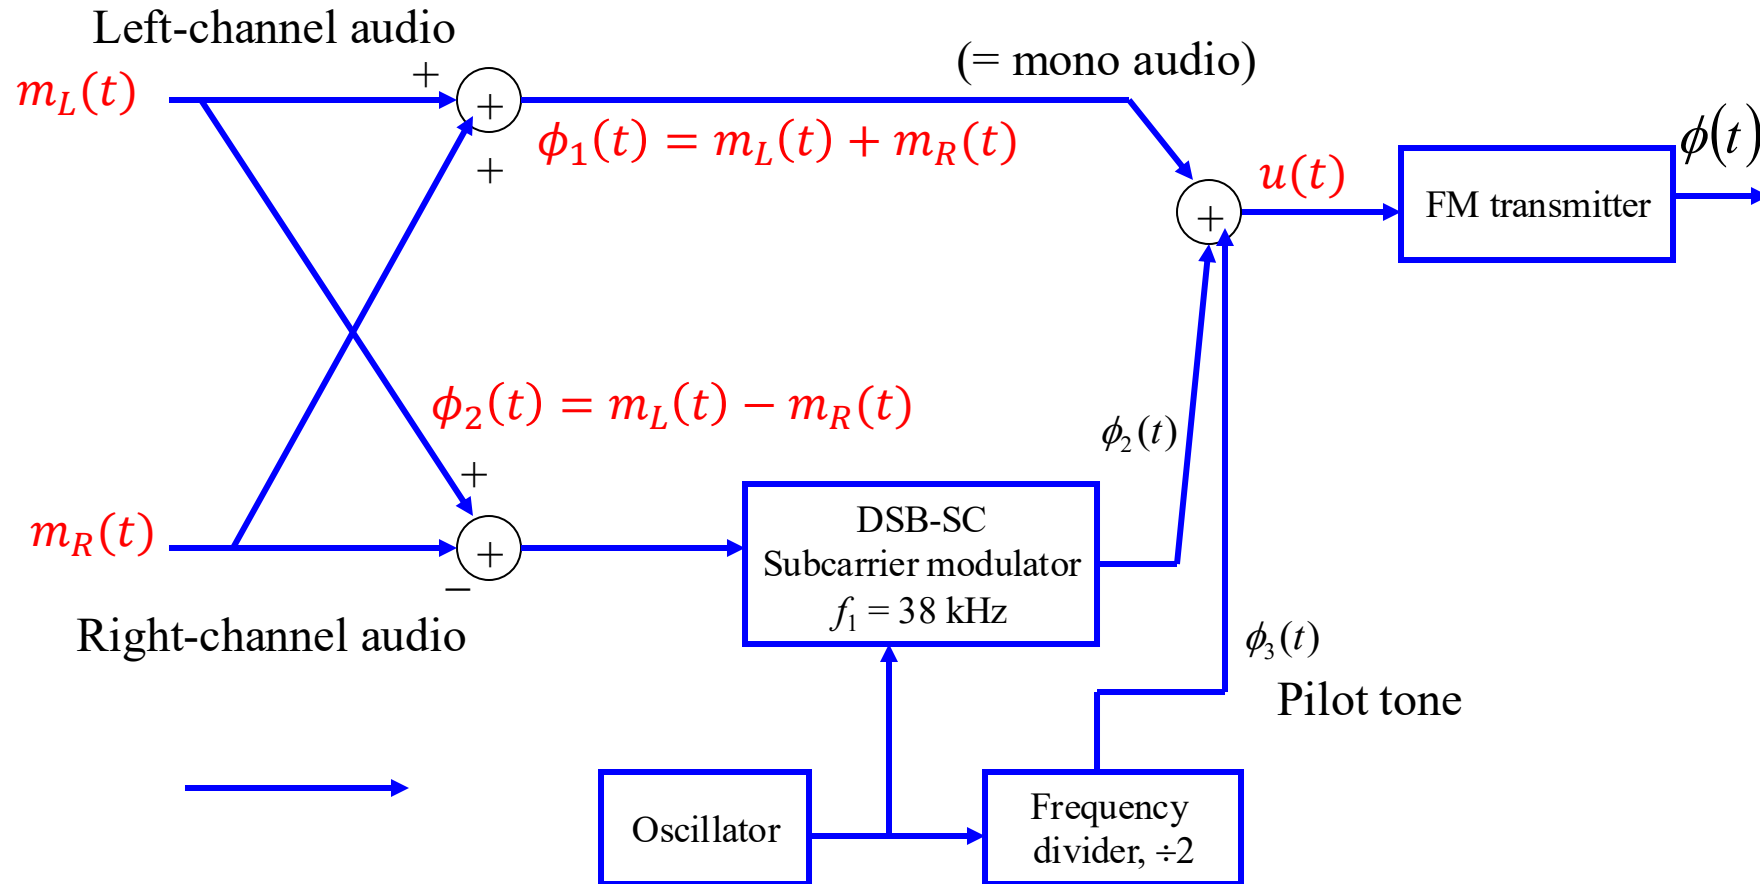 Left-channel audio
(= mono audio)
m_L(t)
+
+
+
ϕ_1(t) = m_L(t) + m_R(t)
+
u(t)
FM transmitter
ϕ(t)
ϕ_2(t) = m_L(t) − m_R(t)
ϕ_2(t)
+
m_R(t)
+
−
DSB-SC
Subcarrier modulator
f_1 = 38 kHz
Right-channel audio
ϕ_3(t)
Pilot tone
Oscillator
Frequency
divider, ÷2